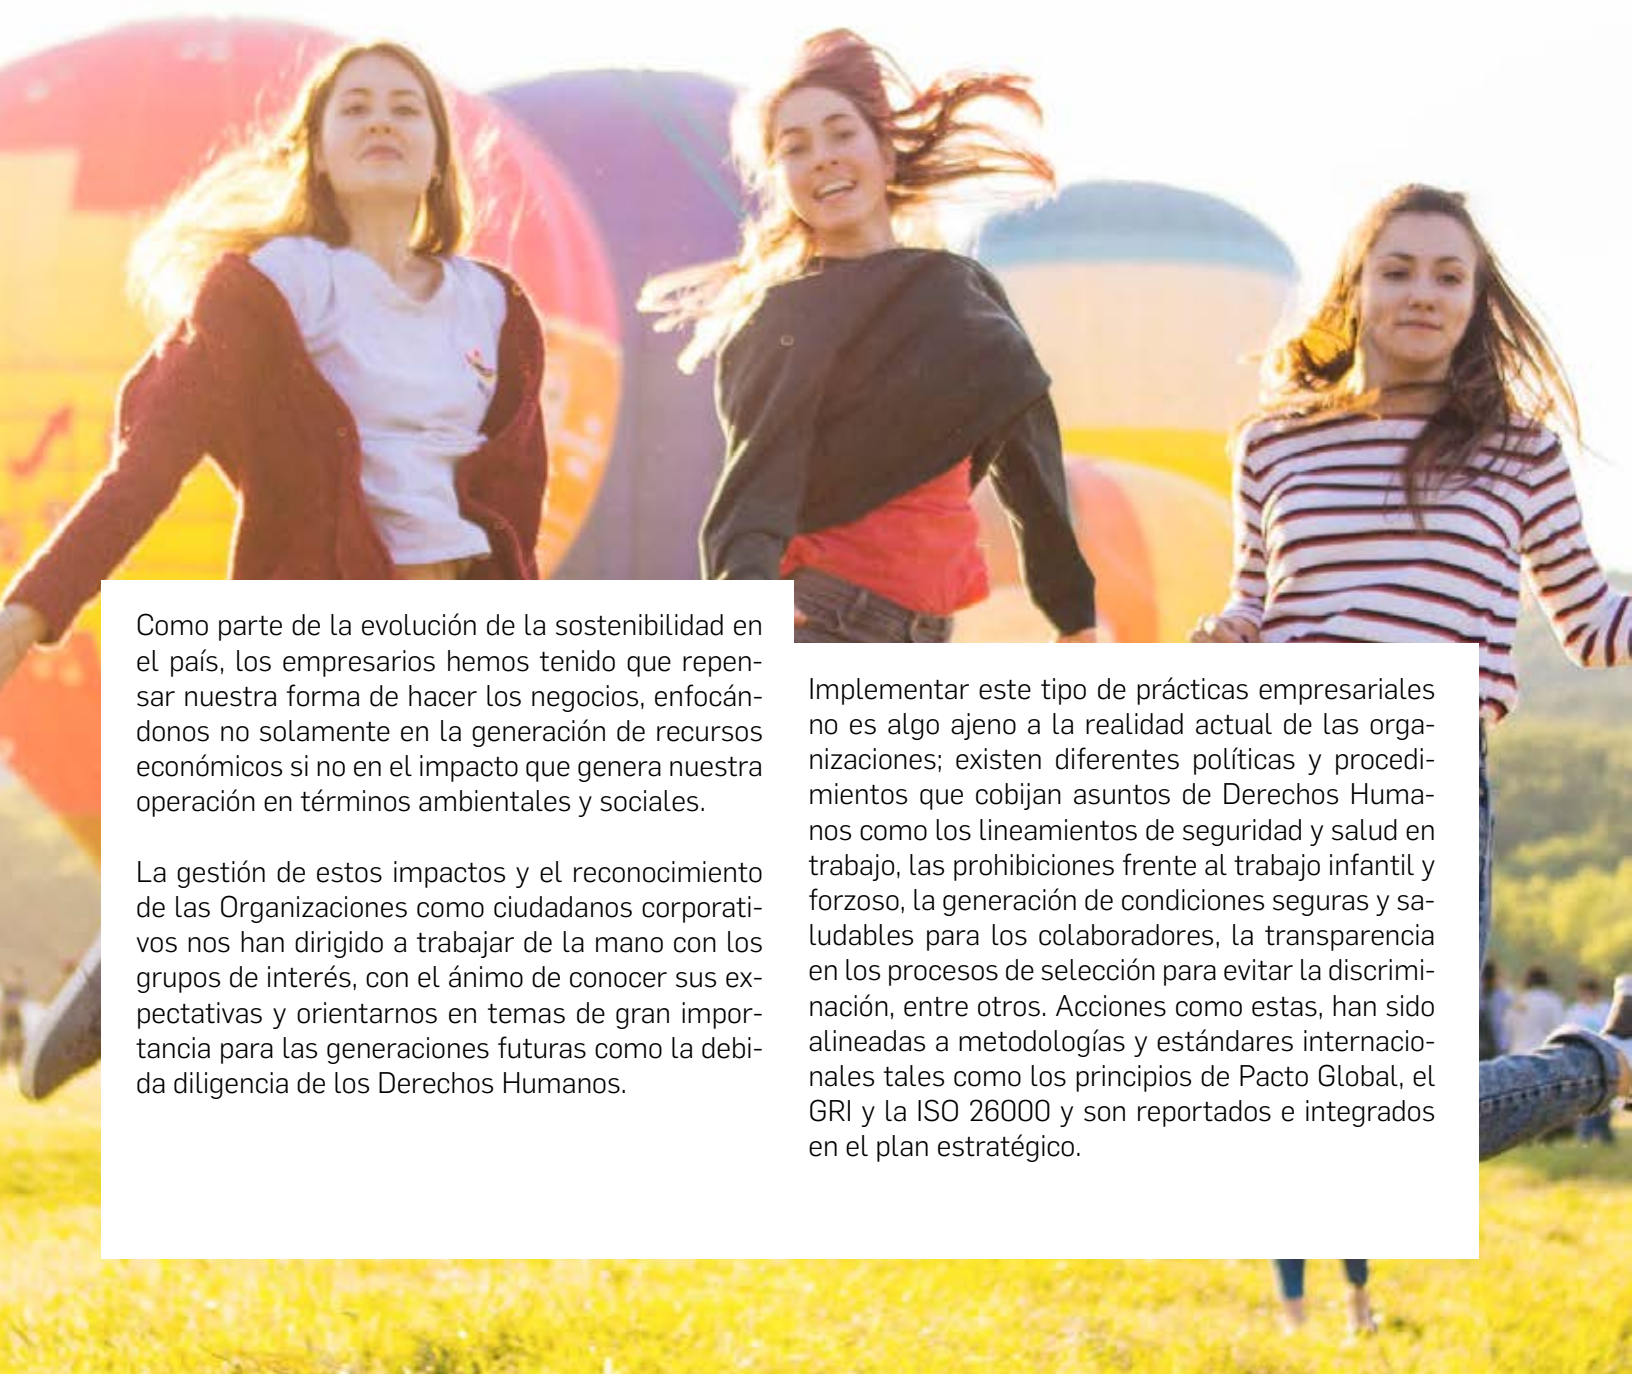 Como parte de la evolución de la sostenibilidad en
el país, los empresarios hemos tenido que repen-
sar nuestra forma de hacer los negocios, enfocán-
donos no solamente en la generación de recursos
económicos si no en el impacto que genera nuestra
operación en términos ambientales y sociales.
La gestión de estos impactos y el reconocimiento
de las Organizaciones como ciudadanos corporati-
vos nos han dirigido a trabajar de la mano con los
grupos de interés, con el ánimo de conocer sus ex-
pectativas y orientarnos en temas de gran impor-
tancia para las generaciones futuras como la debi-
da diligencia de los Derechos Humanos.
Implementar este tipo de prácticas empresariales
no es algo ajeno a la realidad actual de las orga-
nizaciones; existen diferentes políticas y procedi-
mientos que cobijan asuntos de Derechos Huma-
nos como los lineamientos de seguridad y salud en
trabajo, las prohibiciones frente al trabajo infantil y
forzoso, la generación de condiciones seguras y sa-
ludables para los colaboradores, la transparencia
en los procesos de selección para evitar la discrimi-
nación, entre otros. Acciones como estas, han sido
alineadas a metodologías y estándares internacio-
nales tales como los principios de Pacto Global, el
GRI y la ISO 26000 y son reportados e integrados
en el plan estratégico.